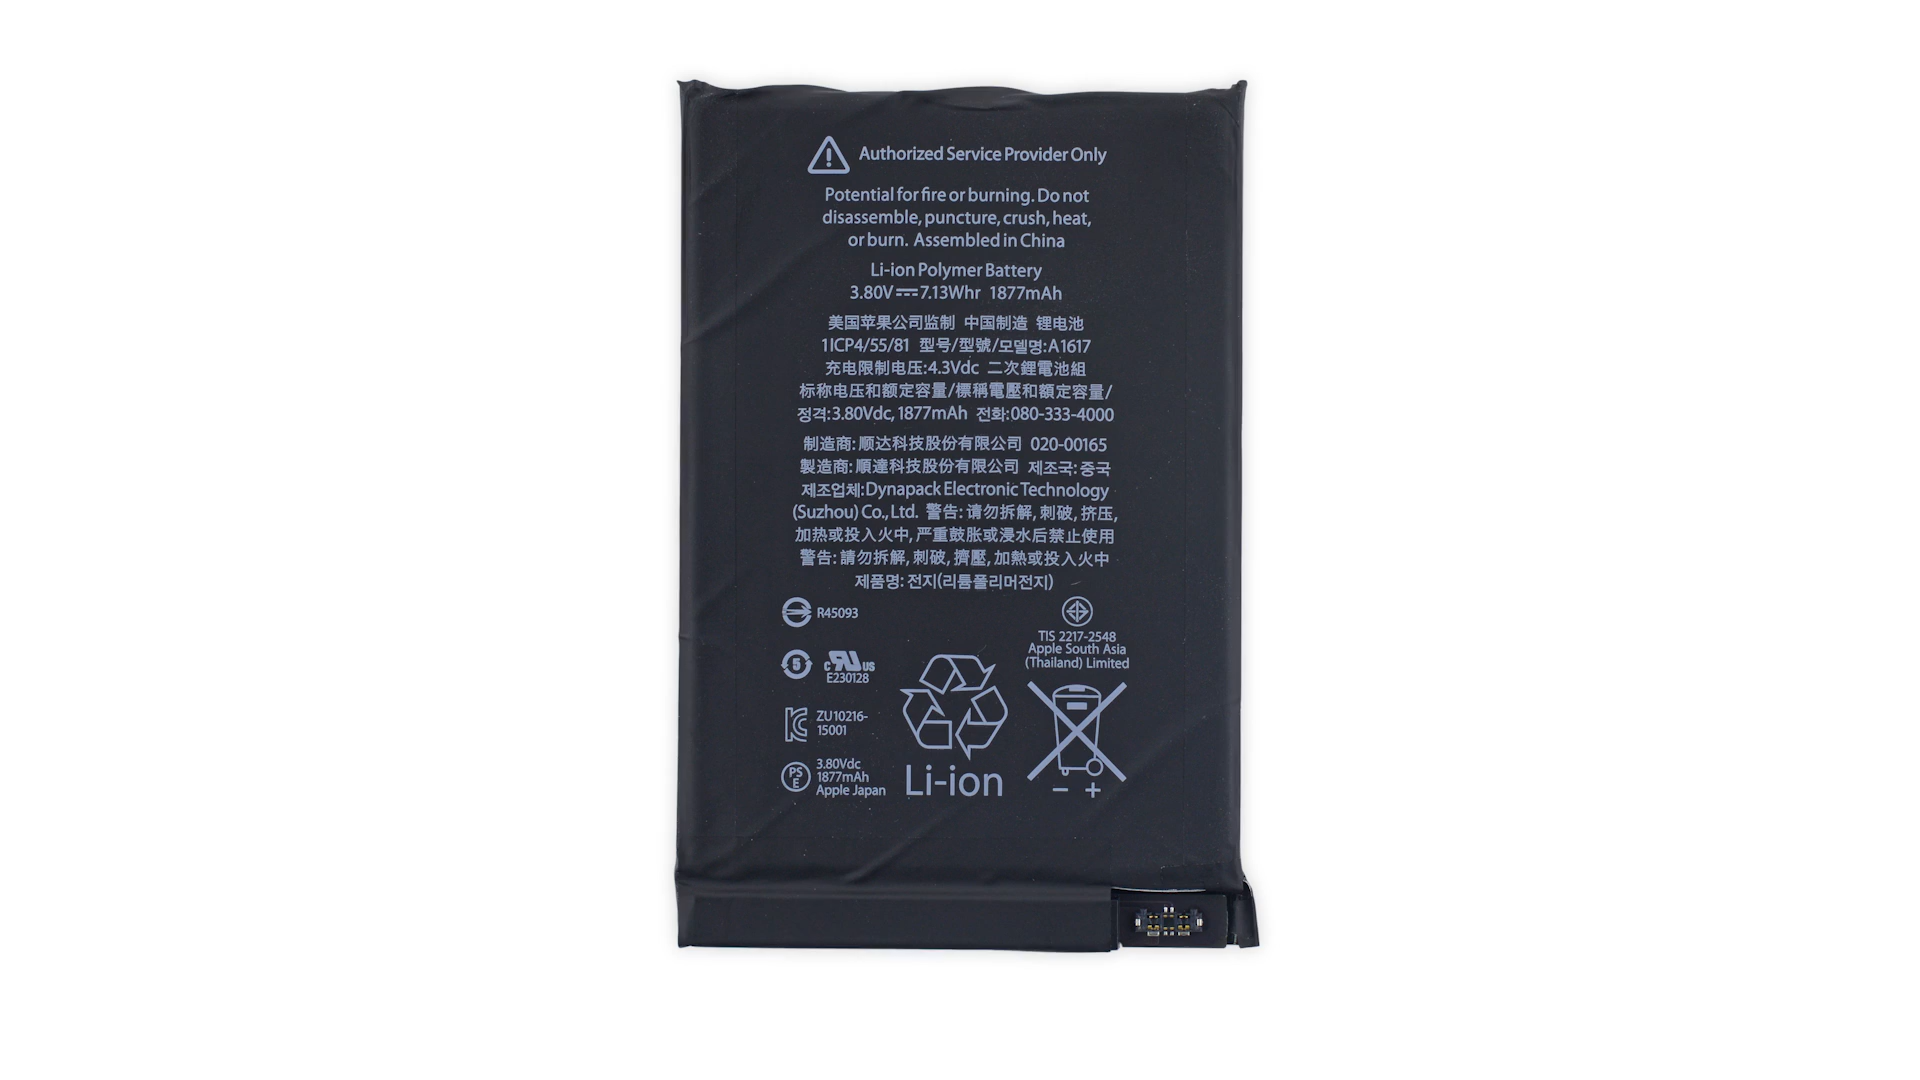 Authorized Service Provider Only
Potential for fire or burning. Do not
disassemble, puncture, crush, heat,
or burn. Assembled in China
Li-ion Polymer Battery
3.80V⎓7.13Whr 1877mAh
美国苹果公司监制 中国制造 锂电池
1ICP4/55/81 型号/型號/모델명:A1617
充电限制电压:4.3Vdc 二次鋰電池組
标称电压和额定容量/標稱電壓和額定容量/
정격:3.80Vdc, 1877mAh 전화:080-333-4000
制造商: 顺达科技股份有限公司 020-00165
製造商: 順達科技股份有限公司 제조국: 중국
제조업체:Dynapack Electronic Technology
(Suzhou) Co., Ltd. 警告: 请勿拆解, 刺破, 挤压,
加热或投入火中, 严重鼓胀或浸水后禁止使用
警告: 請勿拆解, 刺破, 擠壓, 加熱或投入火中
제품명: 전지(리튬폴리머전지)
R45093
TIS 2217-2548
Apple South Asia
(Thailand) Limited
5
c RU US
E230128
ZU10216-
15001
PS
E
3.80Vdc
1877mAh
Apple Japan
Li-ion
− +